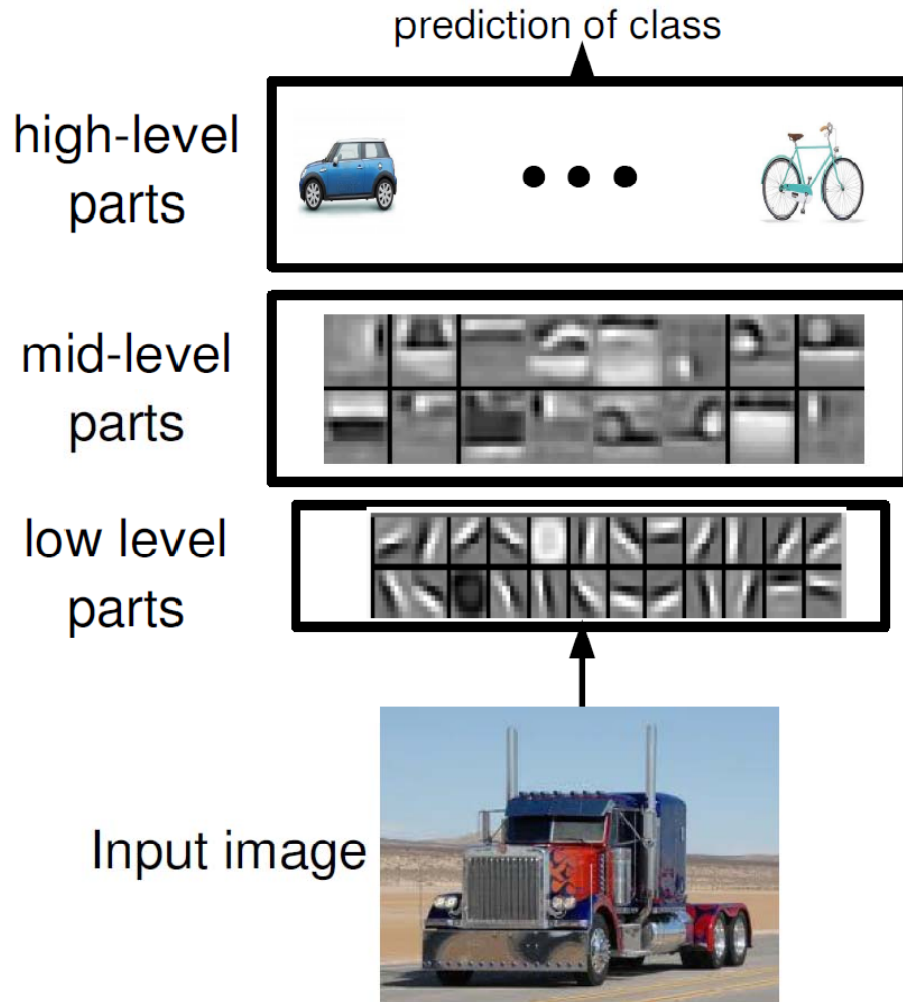 prediction of class
high-level
parts
mid-level
parts
low level
parts
Input image